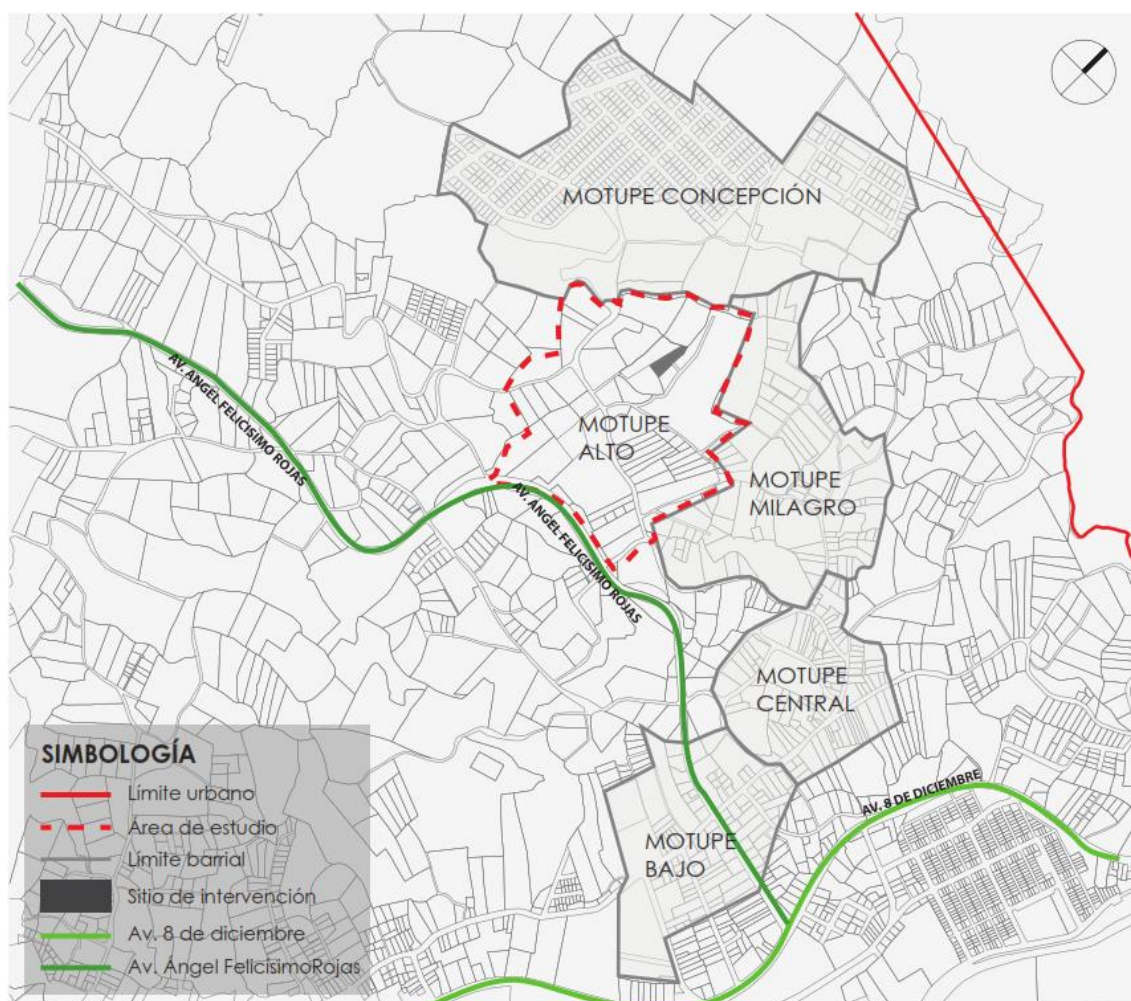 MOTUPE CONCEPCIÓN
AV. ANGEL FELICISIMO ROJAS
MOTUPE
ALTO
MOTUPE
MILAGRO
AV. ANGEL FELICISIMO ROJAS
MOTUPE
CENTRAL
AV. 8 DE DICIEMBRE
MOTUPE
BAJO
SIMBOLOGÍA
Límite urbano
Área de estudio
Límite barrial
Sitio de intervención
Av. 8 de diciembre
Av. Ángel FelicísimoRojas